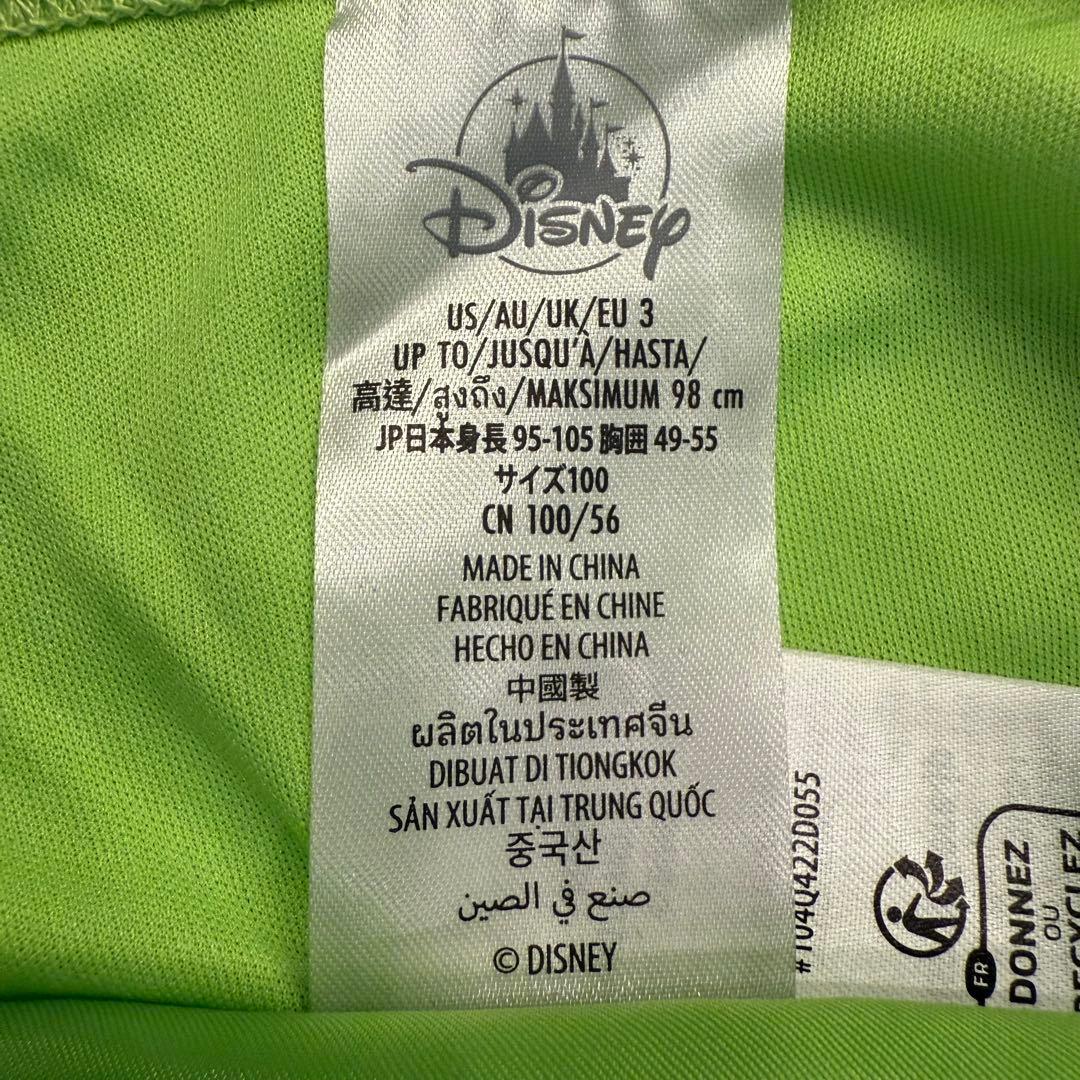 DISNEY
US/AU/UK/EU 3
UP TO/JUSQU'À/HASTA/
高達/สูงถึง/MAKSIMUM 98 cm
JP日本身長 95-105 胸囲 49-55
サイズ100
CN 100/56
MADE IN CHINA
FABRIQUÉ EN CHINE
HECHO EN CHINA
中國製
ผลิตในประเทศจีน
DIBUAT DI TIONGKOK
SẢN XUẤT TẠI TRUNG QUỐC
중국산
صنع في الصين
© DISNEY
#104Q422D055
FR
DONNEZ
OU
RECYCLEZ